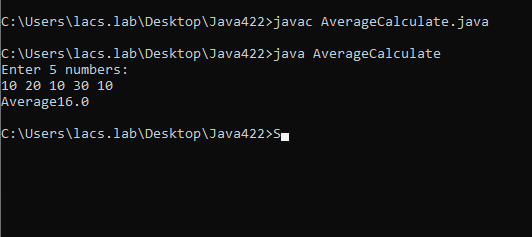 C:\Users\lacs.lab\Desktop\Java422>javac AverageCalculate.java
C:\Users\lacs.lab\Desktop\Java422>java AverageCalculate
Enter 5 numbers:
10 20 10 30 10
Average16.0
C:\Users\lacs.lab\Desktop\Java422>S